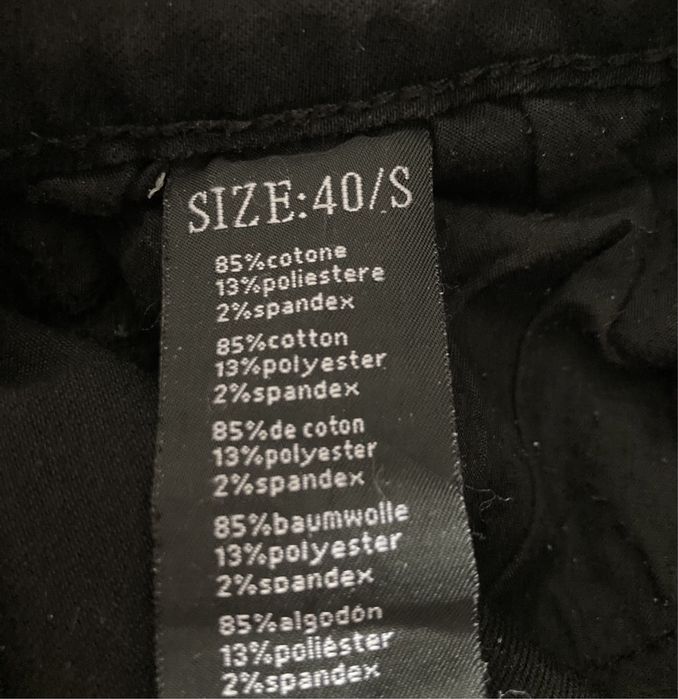 SIZE:40/S
85%cotone
13%poliestere
2%spandex
85%cotton
13%polyester
2%spandex
85%de coton
13%polyester
2%spandex
85%baumwolle
13%polyester
2%spandex
85%algodón
13%poliéster
2%spandex